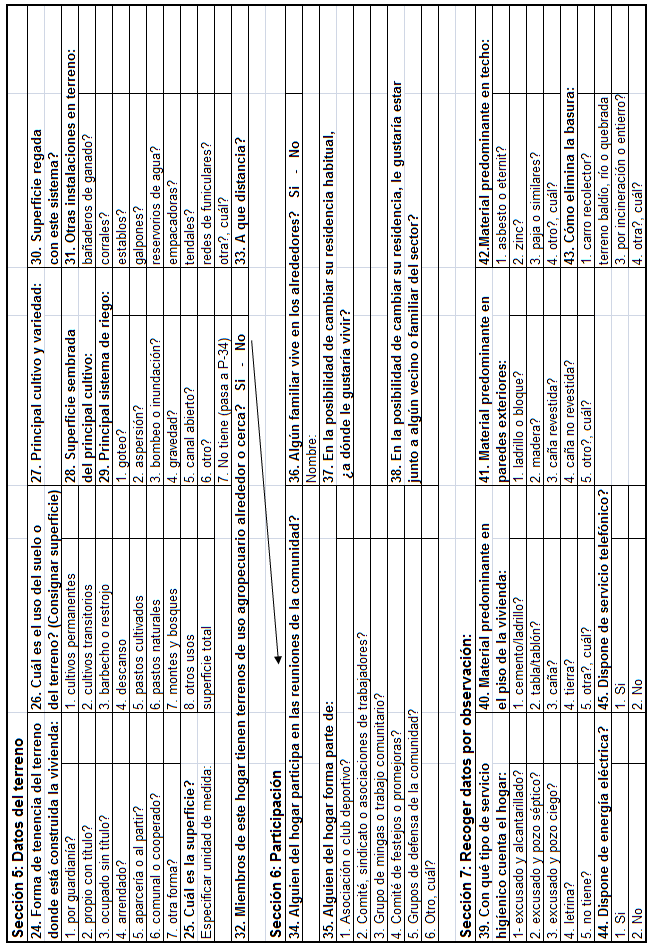 Sección 5: Datos del terreno
24. Forma de tenencia del terreno
donde está construida la vivienda:
1. por guardianía?
2. propio con título?
3. ocupado sin título?
4. arrendado?
5. aparcería o al partir?
6. comunal o cooperado?
7. otra forma?
25. Cuál es la superficie?
Especificar unidad de medida:
26. Cuál es el uso del suelo o
del terreno? (Consignar superficie)
1. cultivos permanentes
2. cultivos transitorios
3. barbecho o restrojo
4. descanso
5. pastos cultivados
6. pastos naturales
7. montes y bosques
8. otros usos
superficie total
27. Principal cultivo y variedad:
28. Superficie sembrada
del principal cultivo:
29. Principal sistema de riego:
1. goteo?
2. aspersión?
3. bombeo o inundación?
4. gravedad?
5. canal abierto?
6. otro?
7. No tiene (pasa a P-34)
30. Superficie regada
con este sistema?
31. Otras instalaciones en terreno:
bañaderos de ganado?
corrales?
establos?
galpones?
reservorios de agua?
empacadoras?
tendales?
redes de funiculares?
otra?, cuál?
32. Miembros de este hogar tienen terrenos de uso agropecuario alrededor o cerca? Si - No
33. A que distancia?
Sección 6: Participación
34. Alguien del hogar participa en las reuniones de la comunidad?
35. Alguien del hogar forma parte de:
1. Asociación o club deportivo?
2. Comité, sindicato o asociaciones de trabajadores?
3. Grupo de mingas o trabajo comunitario?
4. Comité de festejos o promejoras?
5. Grupos de defensa de la comunidad?
6. Otro, cuál?
36. Algún familiar vive en los alrededores? Si - No
Nombre:
37. En la posibilidad de cambiar su residencia habitual,
¿a donde le gustaría vivir?
38. En la posibilidad de cambiar su residencia, le gustaría estar
junto a algún vecino o familiar del sector?
Sección 7: Recoger datos por observación:
39. Con qué tipo de servicio
higienico cuenta el hogar:
1- excusado y alcantarillado?
2. excusado y pozo séptico?
3. excusado y pozo ciego?
4. letrina?
5. no tiene?
44. Dispone de energía eléctrica?
1. Si
2. No
40. Material predominante en
el piso de la vivienda:
1. cemento/ladrillo?
2. tabla/tablón?
3. caña?
4. tierra?
5. otra?, cuál?
45. Dispone de servicio telefónico?
1. Si
2. No
41. Material predominante en
paredes exteriores:
1. ladrillo o bloque?
2. madera?
3. caña revestida?
4. caña no revestida?
5. otro?, cuál?
42.Material predominante en techo:
1. asbesto o eternit?
2. zinc?
3. paja o similares?
4. otro?, cuál?
43. Cómo elimina la basura:
1. carro recolector?
terreno baldío, río o quebrada
3. por incineración o entierro?
4. otra?, cuál?